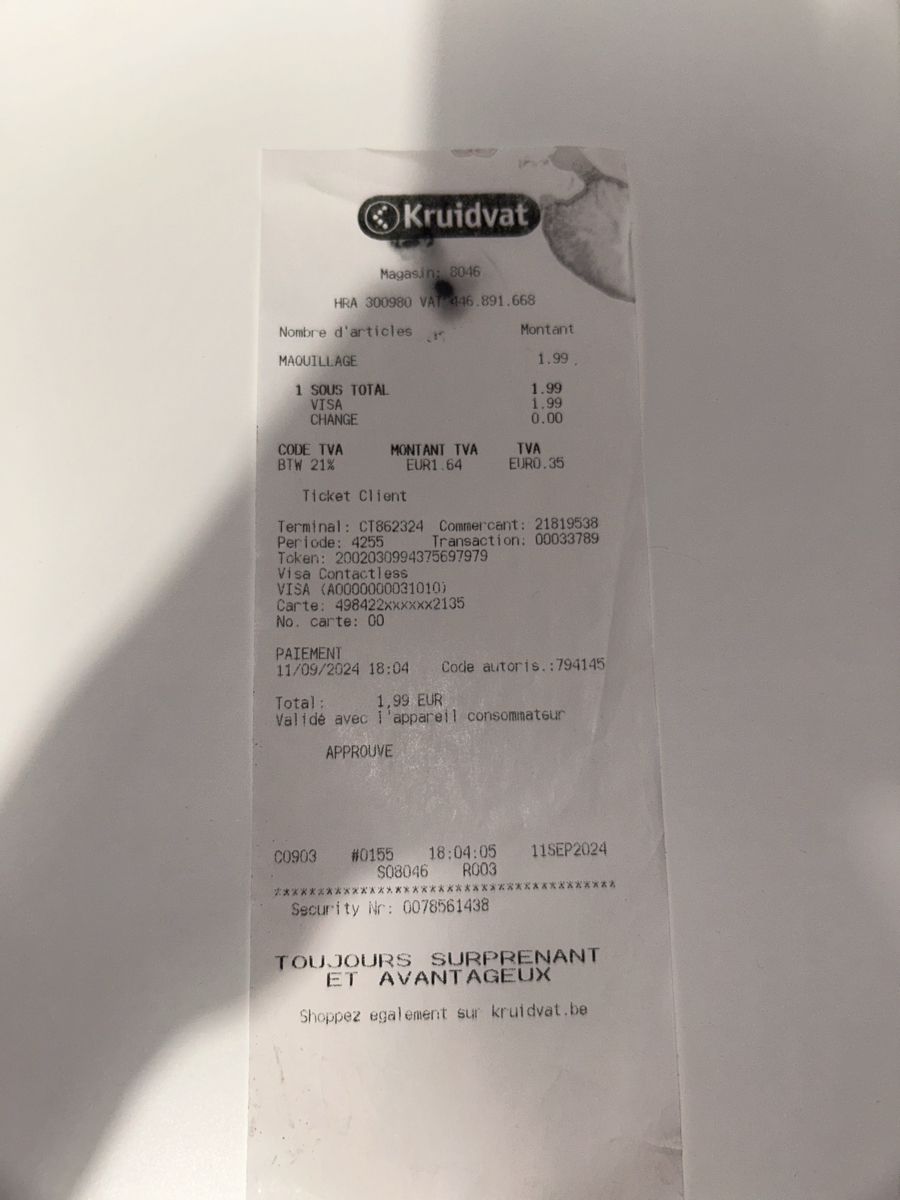 Kruidvat
Magasin: 8046
HRA 300980 VAT 446.891.668
Nombre d'articles Montant
MAQUILLAGE 1.99
1 SOUS TOTAL 1.99
VISA 1.99
CHANGE 0.00
CODE TVA MONTANT TVA TVA
BTW 21% EUR1.64 EUR0.35
Ticket Client
Terminal: CT862324 Commercant: 21819538
Periode: 4255 Transaction: 00033789
Token: 2002030994375697979
Visa Contactless
VISA (A0000000031010)
Carte: 498422xxxxxx2135
No. carte: 00
PAIEMENT
11/09/2024 18:04 Code autoris.:794145
Total: 1,99 EUR
Validé avec l'appareil consommateur
APPROUVE
C0903 #0155 18:04:05 11SEP2024
S08046 R003
*******************************************
Security Nr: 0078561438
TOUJOURS SURPRENANT
ET AVANTAGEUX
Shoppez egalement sur kruidvat.be